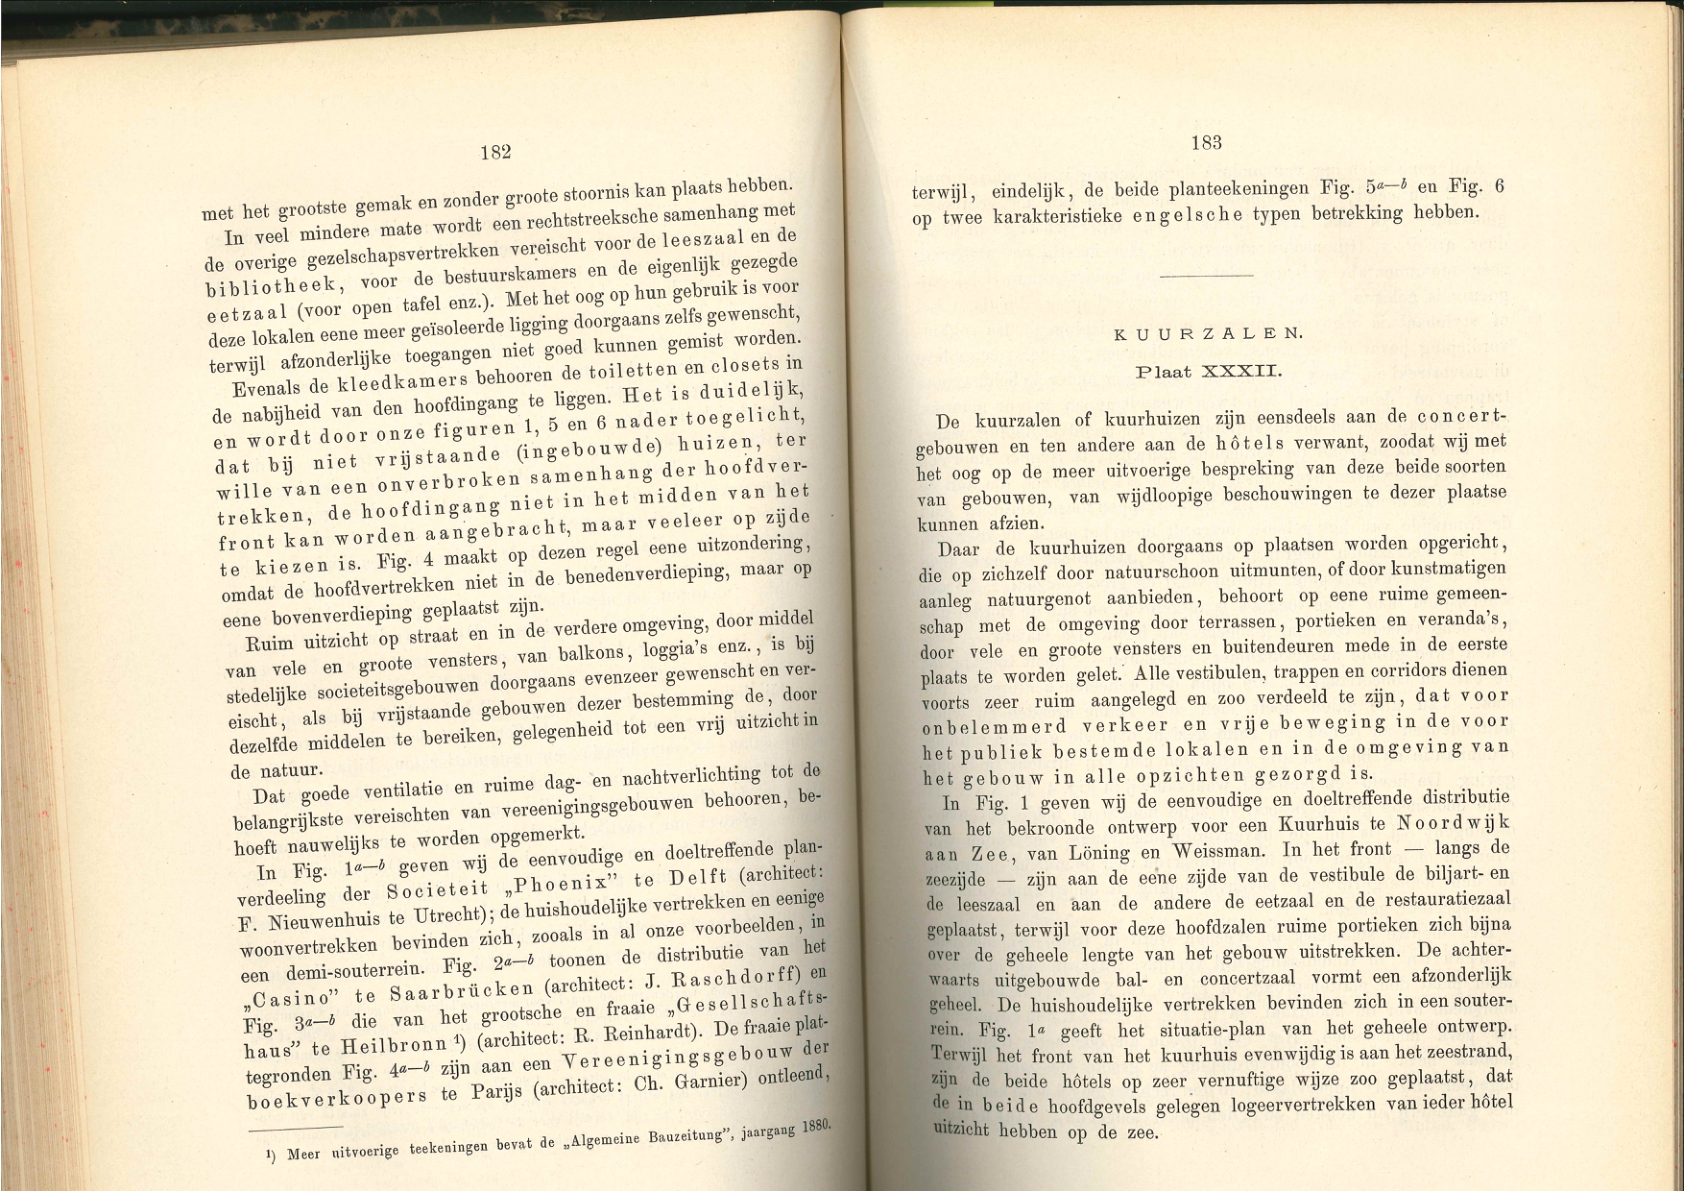 182
met het grootste gemak en zonder groote stoornis kan plaats hebben.
In veel mindere mate wordt een rechtstreeksche samenhang met
de overige gezelschapsvertrekken vereischt voor de leeszaal en de
bibliotheek, voor de bestuurskamers en de eigenlijk gezegde
eetzaal (voor open tafel enz.). Met het oog op hun gebruik is voor
deze lokalen eene meer geïsoleerde ligging doorgaans zelfs gewenscht,
terwijl afzonderlijke toegangen niet goed kunnen gemist worden.
Evenals de kleedkamers behooren de toiletten en closets in
de nabijheid van den hoofdingang te liggen. Het is duidelijk,
en wordt door onze figuren 1, 5 en 6 nader toegelicht,
dat bij niet vrijstaande (ingebouwde) huizen, ter
wille van een onverbroken samenhang der hoofdver-
trekken, de hoofdingang niet in het midden van het
front kan worden aangebracht, maar veeleer op zijde
te kiezen is. Fig. 4 maakt op dezen regel eene uitzondering,
omdat de hoofdvertrekken niet in de benedenverdieping, maar op
eene bovenverdieping geplaatst zijn.
Ruim uitzicht op straat en in de verdere omgeving, door middel
van vele en groote vensters, van balkons, loggia's enz., is bij
stedelijke societeitsgebouwen doorgaans evenzeer gewenscht en ver-
eischt, als bij vrijstaande gebouwen dezer bestemming de, door
dezelfde middelen te bereiken, gelegenheid tot een vrij uitzicht in
de natuur.
Dat goede ventilatie en ruime dag- en nachtverlichting tot de
belangrijkste vereischten van vereenigingsgebouwen behooren, be-
hoeft nauwelijks te worden opgemerkt.
In Fig. 1a—b geven wij de eenvoudige en doeltreffende plan-
verdeeling der Societeit „Phoenix” te Delft (architect:
F. Nieuwenhuis te Utrecht); de huishoudelijke vertrekken en eenige
woonvertrekken bevinden zich, zooals in al onze voorbeelden, in
een demi-souterrein. Fig. 2a—b toonen de distributie van het
„Casino” te Saarbrücken (architect: J. Raschdorff) en
Fig. 3a—b die van het grootsche en fraaie „Gesellschafts-
haus” te Heilbronn ¹) (architect: R. Reinhardt). De fraaie plat-
tegronden Fig. 4a—b zijn aan een Vereenigingsgebouw der
boekverkoopers te Parijs (architect: Ch. Garnier) ontleend,
¹) Meer uitvoerige teekeningen bevat de „Algemeine Bauzeitung”, jaargang 1880.
183
terwijl, eindelijk, de beide planteekeningen Fig. 5a—b en Fig. 6
op twee karakteristieke engelsche typen betrekking hebben.
KUURZALEN.
Plaat XXXII.
De kuurzalen of kuurhuizen zijn eensdeels aan de concert-
gebouwen en ten andere aan de hôtels verwant, zoodat wij met
het oog op de meer uitvoerige bespreking van deze beide soorten
van gebouwen, van wijdloopige beschouwingen te dezer plaatse
kunnen afzien.
Daar de kuurhuizen doorgaans op plaatsen worden opgericht,
die op zichzelf door natuurschoon uitmunten, of door kunstmatigen
aanleg natuurgenot aanbieden, behoort op eene ruime gemeen-
schap met de omgeving door terrassen, portieken en veranda's,
door vele en groote vensters en buitendeuren mede in de eerste
plaats te worden gelet. Alle vestibulen, trappen en corridors dienen
voorts zeer ruim aangelegd en zoo verdeeld te zijn, dat voor
onbelemmerd verkeer en vrije beweging in de voor
het publiek bestemde lokalen en in de omgeving van
het gebouw in alle opzichten gezorgd is.
In Fig. 1 geven wij de eenvoudige en doeltreffende distributie
van het bekroonde ontwerp voor een Kuurhuis te Noordwijk
aan Zee, van Löning en Weissman. In het front — langs de
zeezijde — zijn aan de eene zijde van de vestibule de biljart- en
de leeszaal en aan de andere de eetzaal en de restauratiezaal
geplaatst, terwijl voor deze hoofdzalen ruime portieken zich bijna
over de geheele lengte van het gebouw uitstrekken. De achter-
waarts uitgebouwde bal- en concertzaal vormt een afzonderlijk
geheel. De huishoudelijke vertrekken bevinden zich in een souter-
rein. Fig. 1a geeft het situatie-plan van het geheele ontwerp.
Terwijl het front van het kuurhuis evenwijdig is aan het zeestrand,
zijn de beide hôtels op zeer vernuftige wijze zoo geplaatst, dat
de in beide hoofdgevels gelegen logeervertrekken van ieder hôtel
uitzicht hebben op de zee.